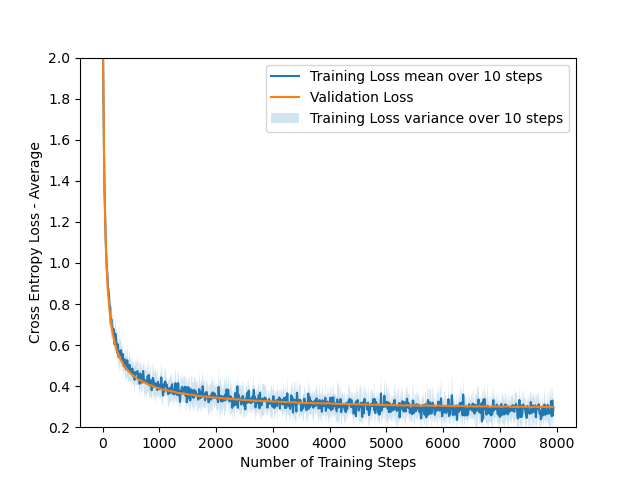 2.0
1.8
1.6
1.4
1.2
1.0
0.8
0.6
0.4
0.2
Cross Entropy Loss - Average
Training Loss mean over 10 steps
Validation Loss
Training Loss variance over 10 steps
0 1000 2000 3000 4000 5000 6000 7000 8000
Number of Training Steps